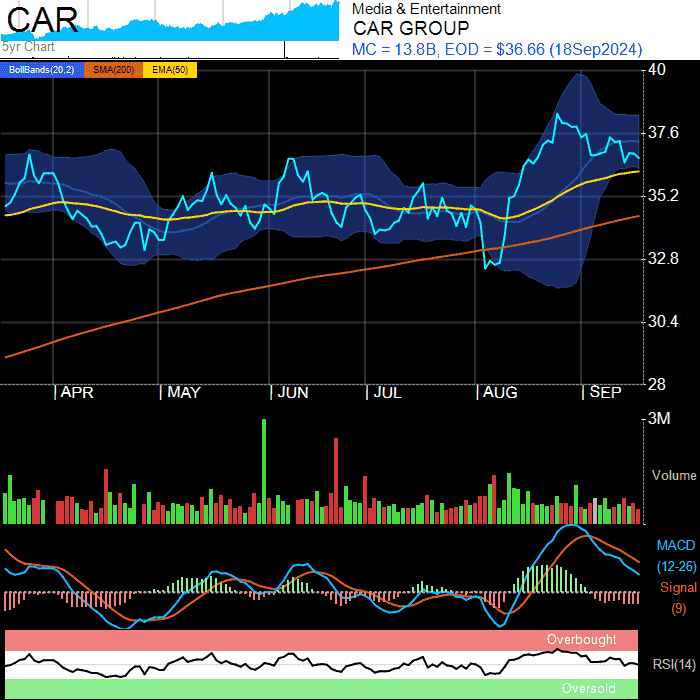 CAR
5yr Chart
Media & Entertainment
CAR GROUP
MC = 13.8B, EOD = $36.66 (18Sep2024)
BollBands(20,2) SMA(200) EMA(50)
40
37.6
35.2
32.8
30.4
28
APR MAY JUN JUL AUG SEP
3M
Volume
MACD
(12-26)
Signal
(9)
Overbought
RSI(14)
Oversold